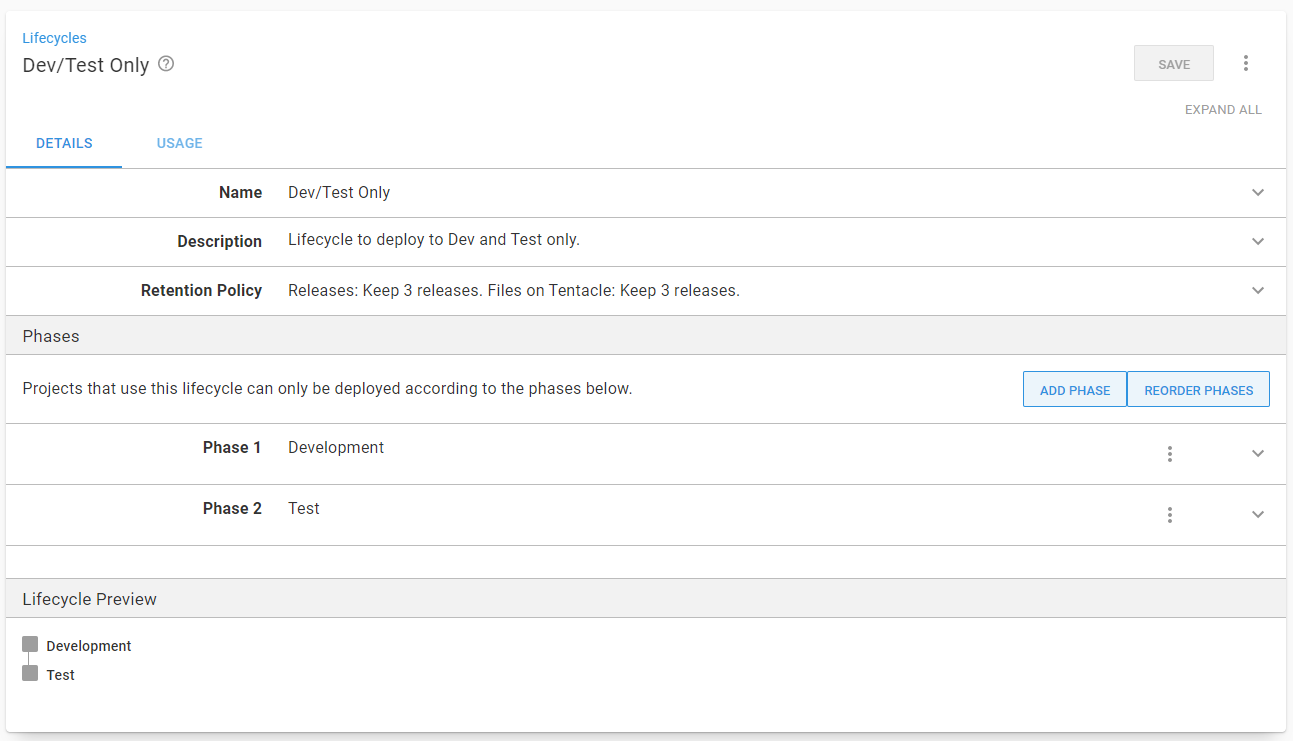 Lifecycles
Dev/Test Only ?
SAVE
EXPAND ALL
DETAILS USAGE
Name Dev/Test Only
Description Lifecycle to deploy to Dev and Test only.
Retention Policy Releases: Keep 3 releases. Files on Tentacle: Keep 3 releases.
Phases
Projects that use this lifecycle can only be deployed according to the phases below. ADD PHASE REORDER PHASES
Phase 1 Development
Phase 2 Test
Lifecycle Preview
Development
Test